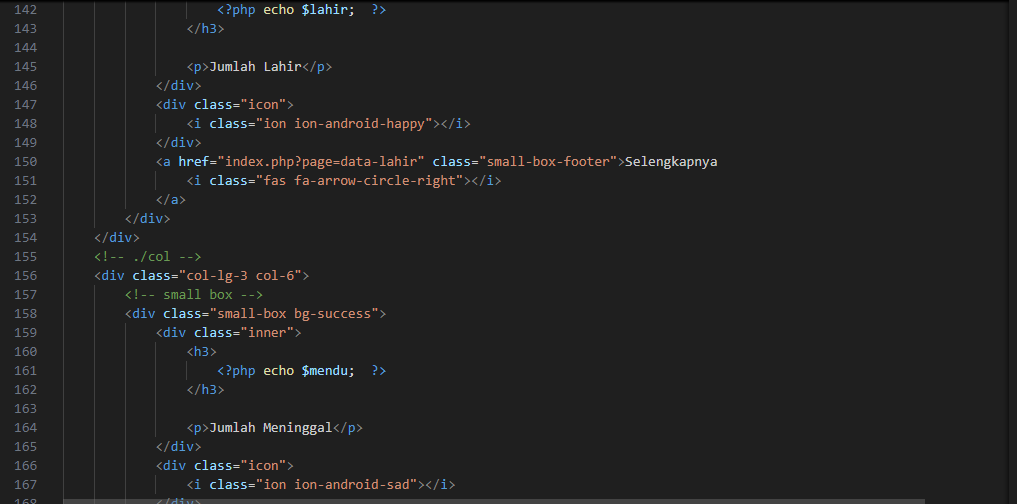 142 <?php echo $lahir;  ?>
143 </h3>
144
145 <p>Jumlah Lahir</p>
146 </div>
147 <div class="icon">
148 <i class="ion ion-android-happy"></i>
149 </div>
150 <a href="index.php?page=data-lahir" class="small-box-footer">Selengkapnya
151 <i class="fas fa-arrow-circle-right"></i>
152 </a>
153 </div>
154 </div>
155 <!-- ./col -->
156 <div class="col-lg-3 col-6">
157 <!-- small box -->
158 <div class="small-box bg-success">
159 <div class="inner">
160 <h3>
161 <?php echo $mendu;  ?>
162 </h3>
163
164 <p>Jumlah Meninggal</p>
165 </div>
166 <div class="icon">
167 <i class="ion ion-android-sad"></i>
168 </div>